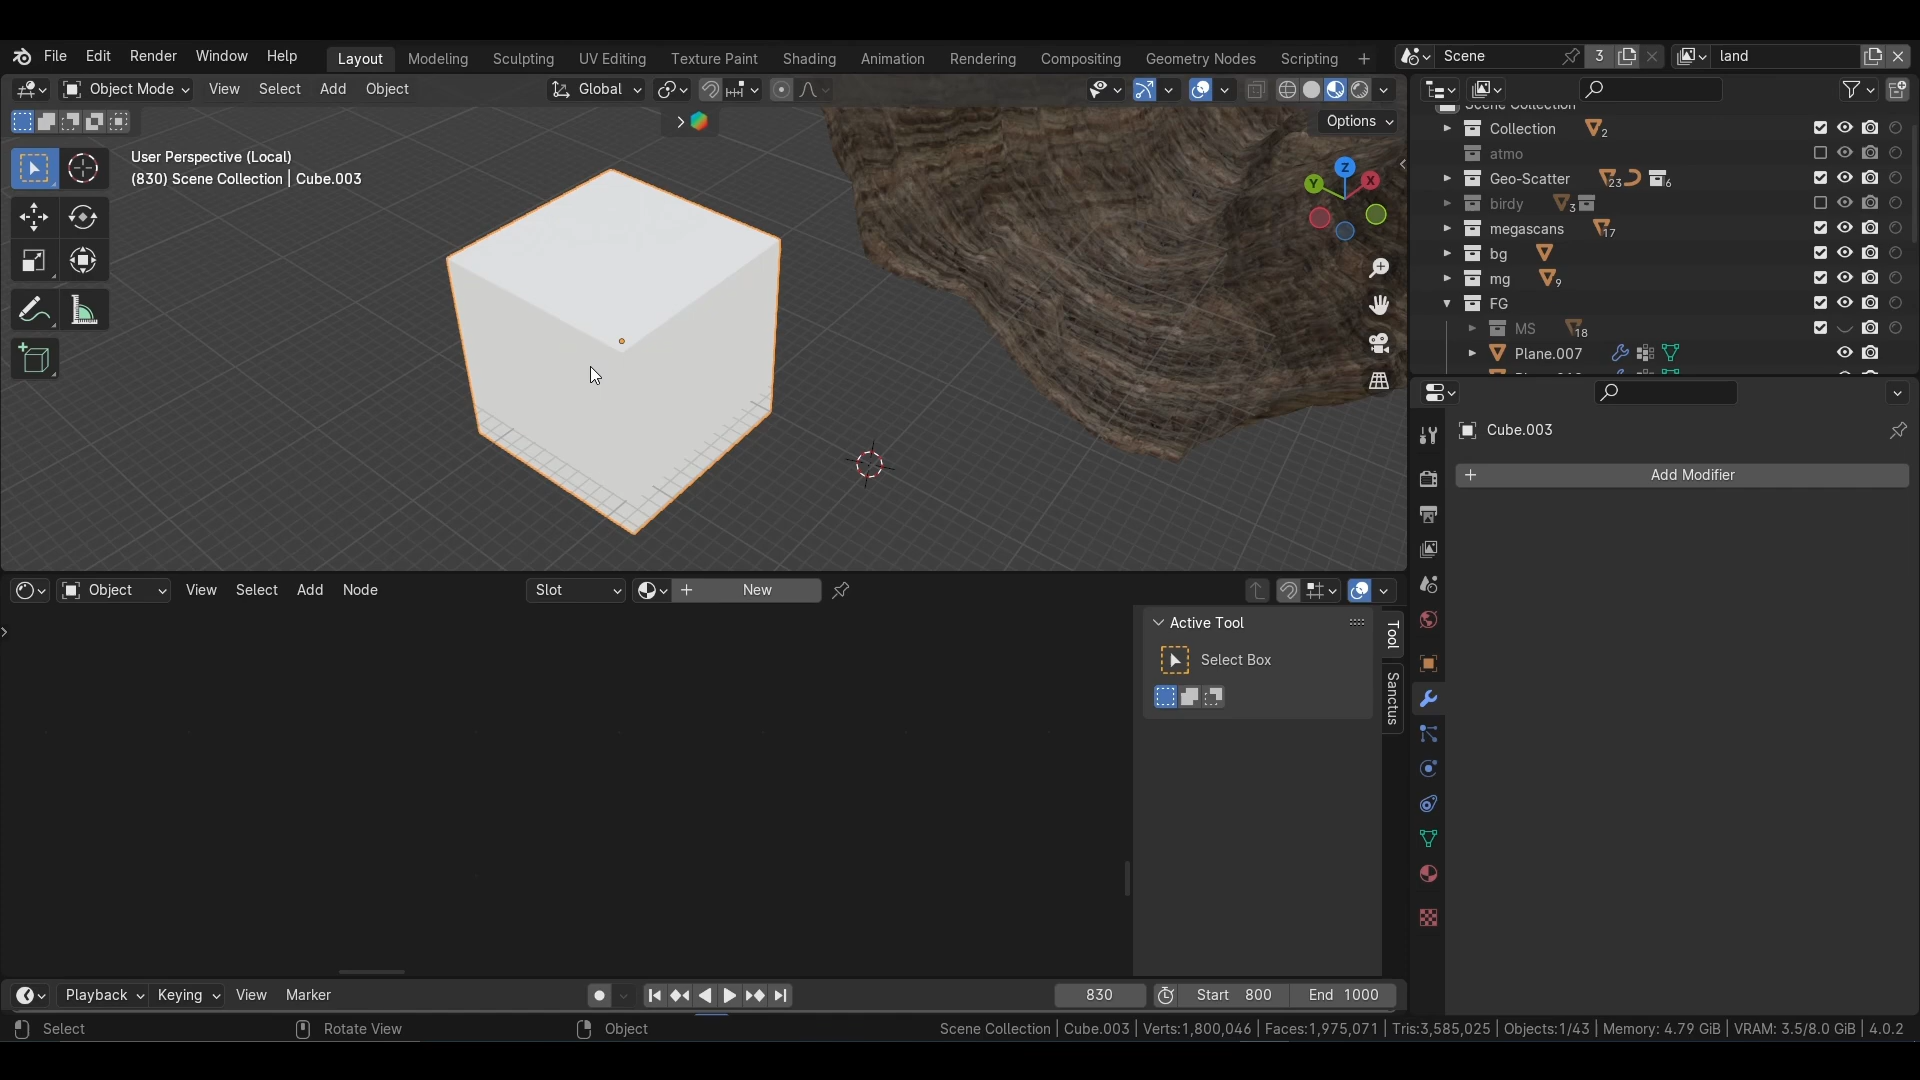 File Edit Render Window Help Layout Modeling Sculpting UV Editing Texture Paint Shading Animation Rendering Compositing Geometry Nodes Scripting + Scene 3 land
Object Mode View Select Add Object Global
Options
User Perspective (Local)
(830) Scene Collection | Cube.003
Z
Y
X
Scene Collection
Collection 2
atmo
Geo-Scatter 23 6
birdy 3
megascans 17
bg
mg 9
FG
MS 18
Plane.007
Cube.003
+ Add Modifier
Object View Select Add Node Slot + New
Active Tool
Select Box
Tool
Sanctus
Playback Keying View Marker 830 Start 800 End 1000
Select Rotate View Object Scene Collection | Cube.003 | Verts:1,800,046 | Faces:1,975,071 | Tris:3,585,025 | Objects:1/43 | Memory: 4.79 GiB | VRAM: 3.5/8.0 GiB | 4.0.2